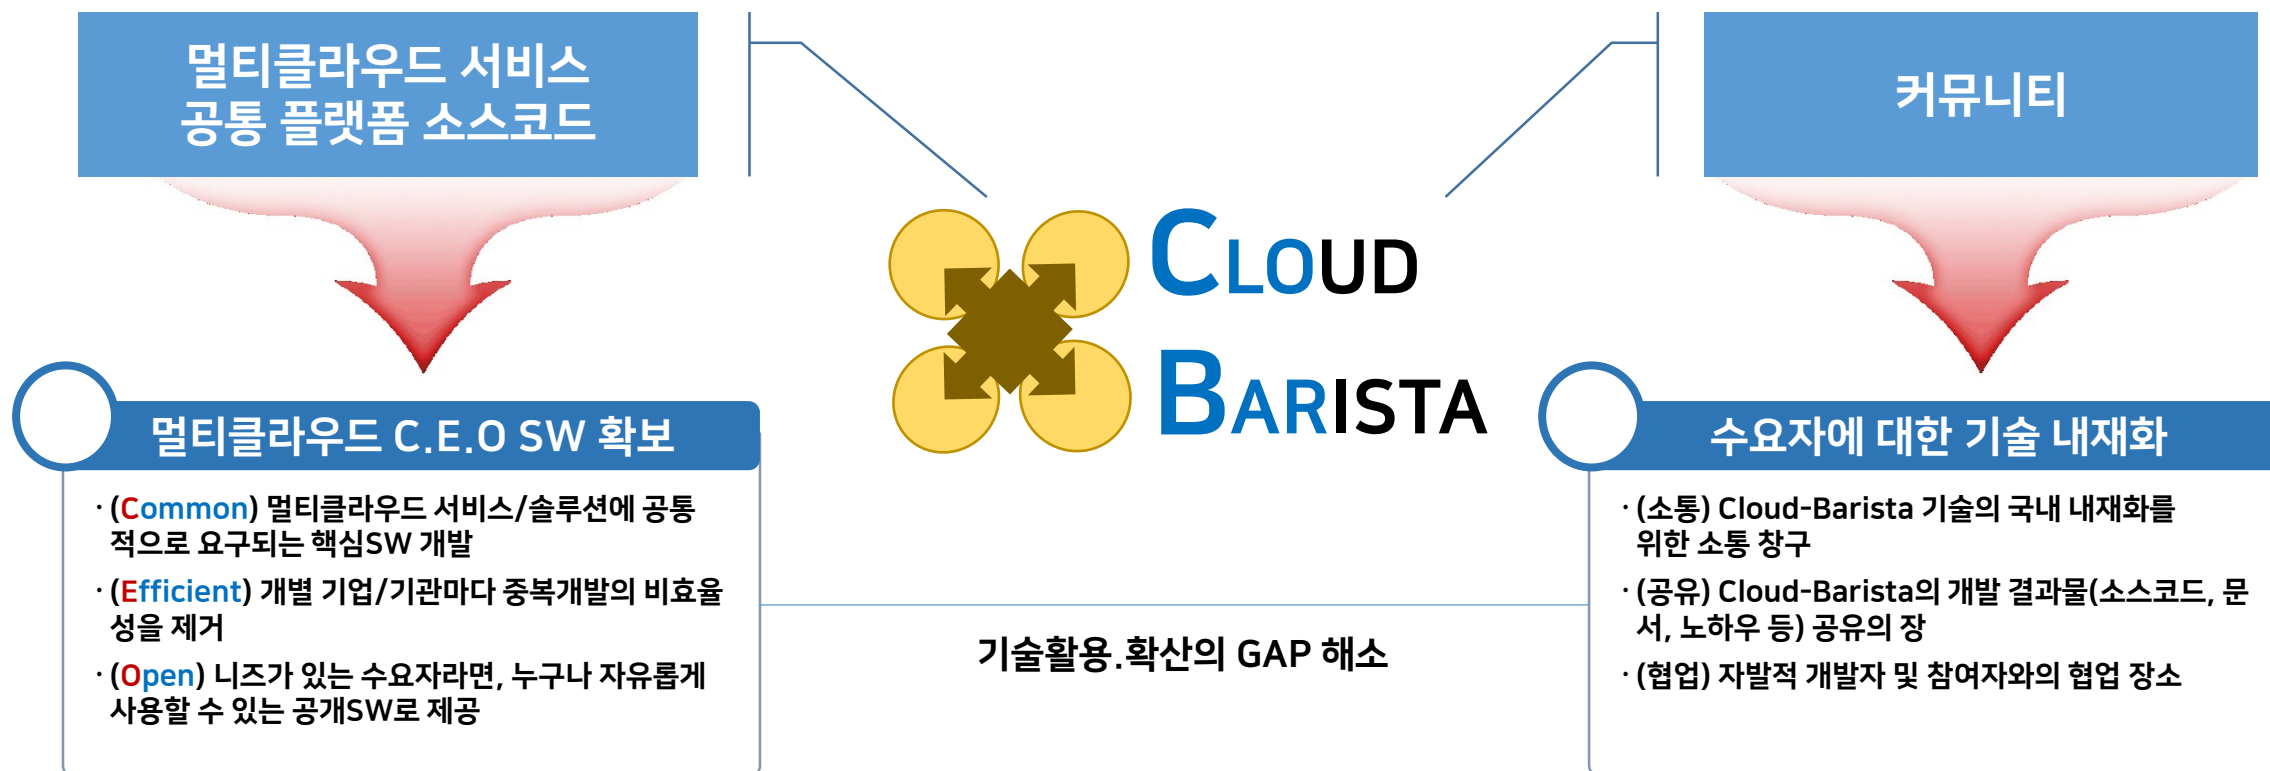 멀티클라우드 서비스
공통 플랫폼 소스코드
커뮤니티
CLOUD
BARISTA
멀티클라우드 C.E.O SW 확보
· (Common) 멀티클라우드 서비스/솔루션에 공통
적으로 요구되는 핵심SW 개발
· (Efficient) 개별 기업/기관마다 중복개발의 비효율
성을 제거
· (Open) 니즈가 있는 수요자라면, 누구나 자유롭게
사용할 수 있는 공개SW로 제공
기술활용.확산의 GAP 해소
수요자에 대한 기술 내재화
· (소통) Cloud-Barista 기술의 국내 내재화를
위한 소통 창구
· (공유) Cloud-Barista의 개발 결과물(소스코드, 문
서, 노하우 등) 공유의 장
· (협업) 자발적 개발자 및 참여자와의 협업 장소